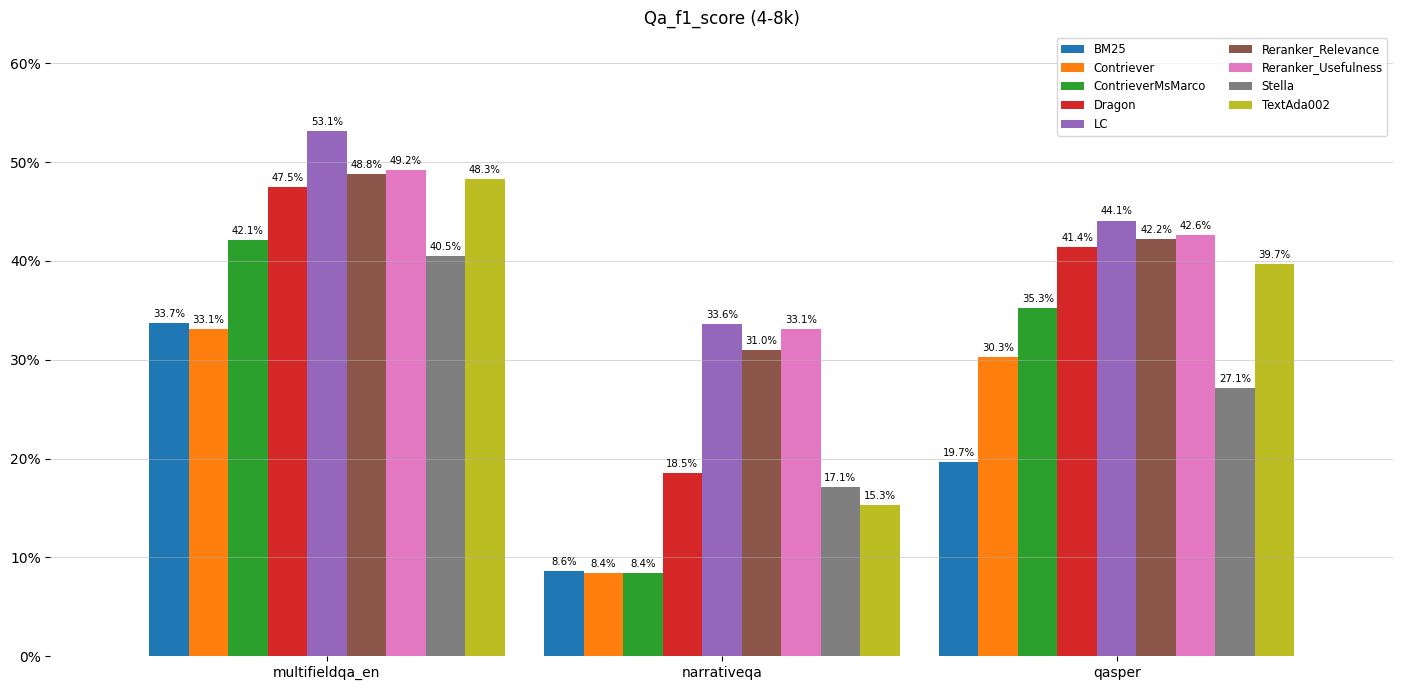 Qa_f1_score (4-8k)
BM25
Contriever
ContrieverMsMarco
Dragon
LC
Reranker_Relevance
Reranker_Usefulness
Stella
TextAda002
60%
50%
40%
30%
20%
10%
0%
33.7%
33.1%
42.1%
47.5%
53.1%
48.8%
49.2%
40.5%
48.3%
8.6%
8.4%
8.4%
18.5%
33.6%
31.0%
33.1%
17.1%
15.3%
19.7%
30.3%
35.3%
41.4%
44.1%
42.2%
42.6%
27.1%
39.7%
multifieldqa_en
narrativeqa
qasper